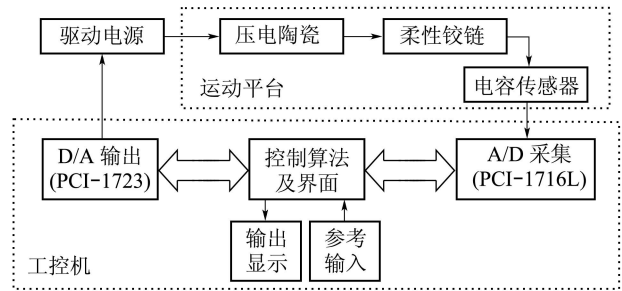 驱动电源
压电陶瓷
柔性铰链
运动平台
电容传感器
D/A 输出
(PCI-1723)
控制算法
及界面
A/D 采集
(PCI-1716L)
输出
显示
参考
输入
工控机